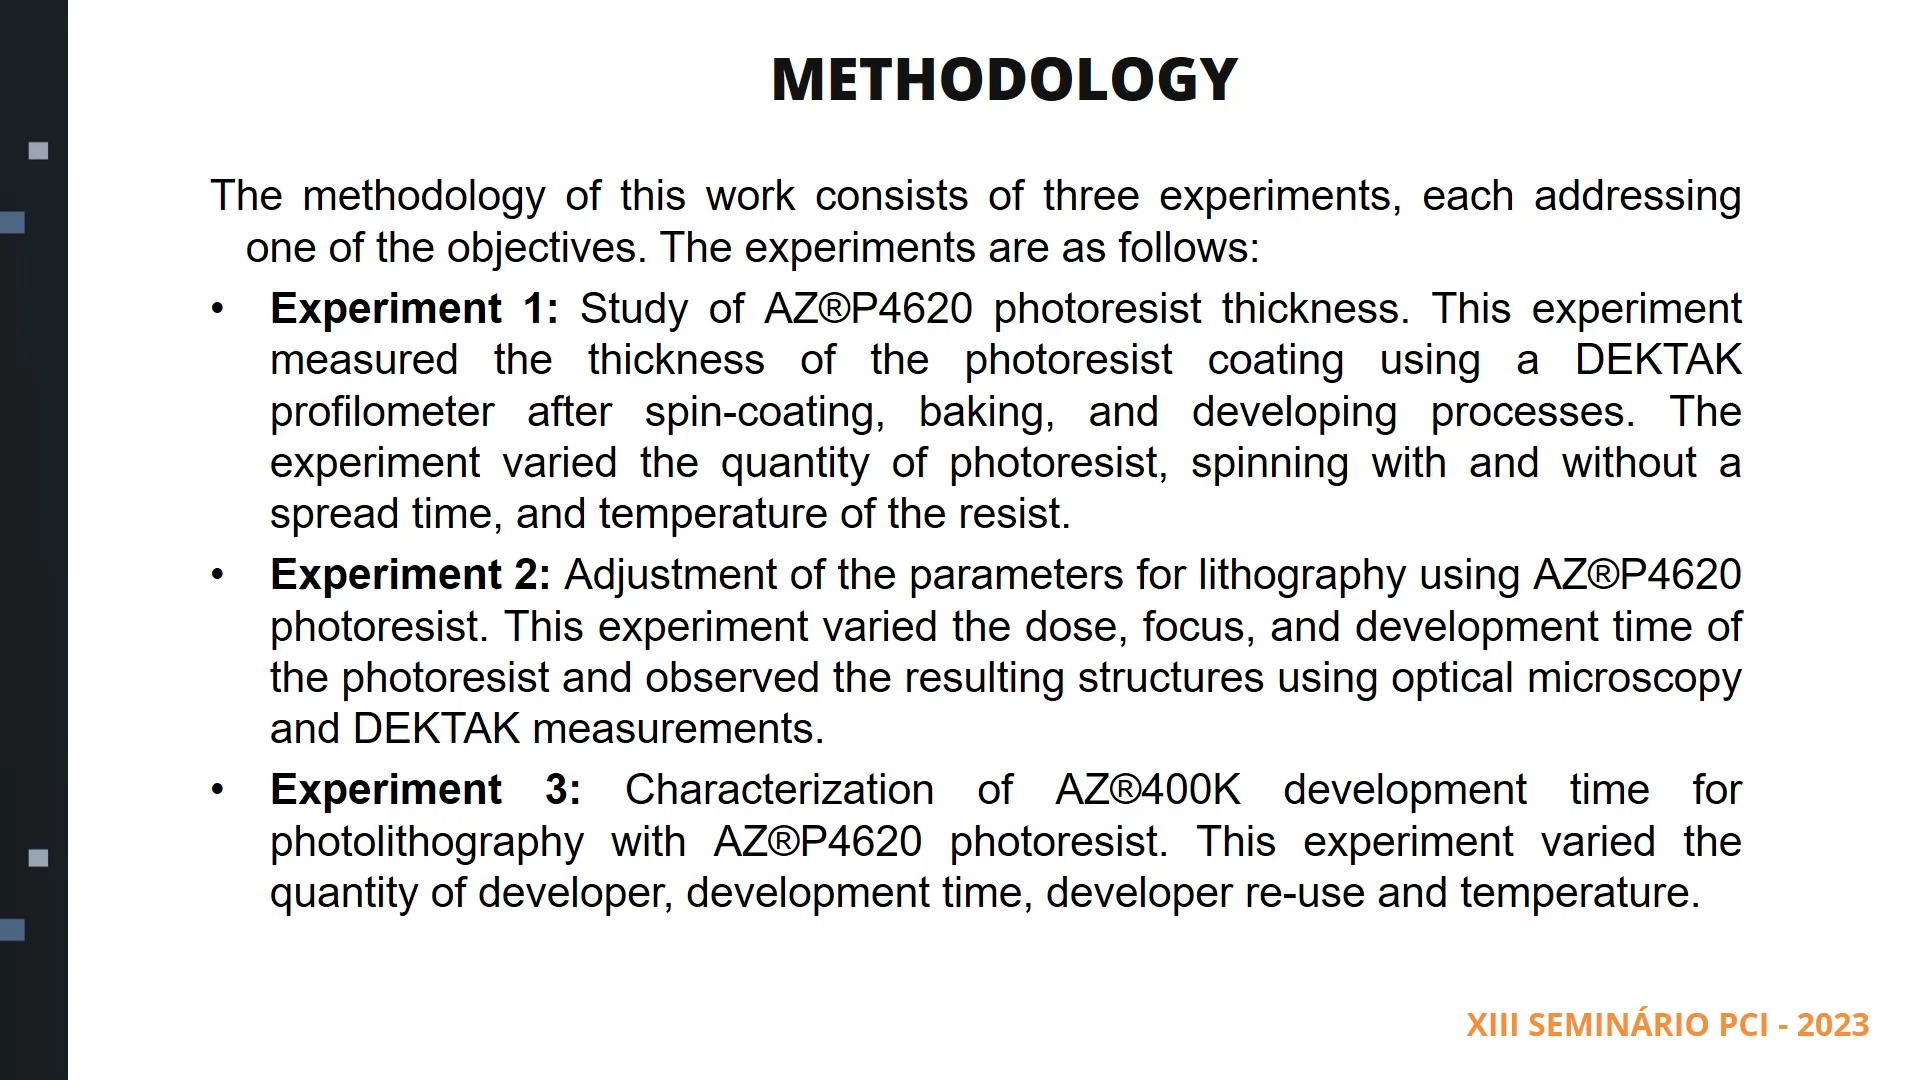 METHODOLOGY
The methodology of this work consists of three experiments, each addressing
one of the objectives. The experiments are as follows:
• Experiment 1: Study of AZ®P4620 photoresist thickness. This experiment
measured the thickness of the photoresist coating using a DEKTAK
profilometer after spin-coating, baking, and developing processes. The
experiment varied the quantity of photoresist, spinning with and without a
spread time, and temperature of the resist.
• Experiment 2: Adjustment of the parameters for lithography using AZ®P4620
photoresist. This experiment varied the dose, focus, and development time of
the photoresist and observed the resulting structures using optical microscopy
and DEKTAK measurements.
• Experiment 3: Characterization of AZ®400K development time for
photolithography with AZ®P4620 photoresist. This experiment varied the
quantity of developer, development time, developer re-use and temperature.
XIII SEMINÁRIO PCI - 2023